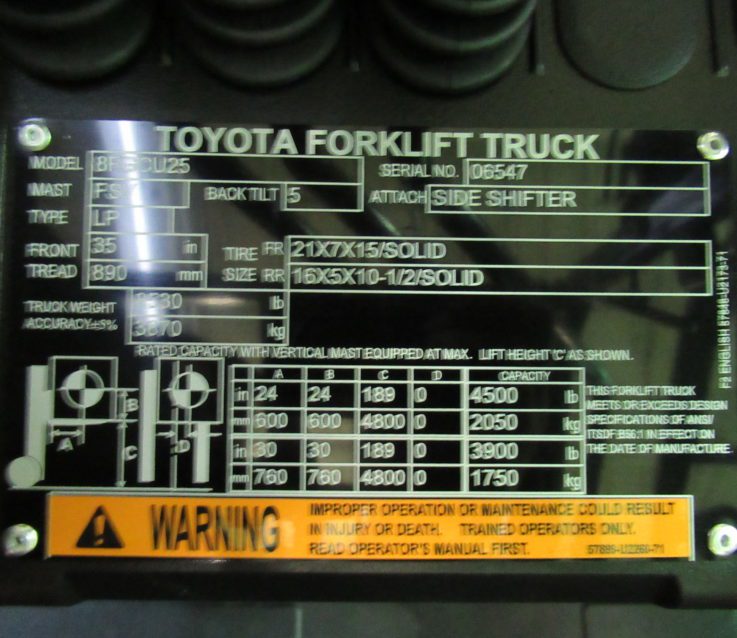 TOYOTA FORKLIFT TRUCK
MODEL SERIAL NO. 06547
MAST BACK TILT 5 ATTACH SIDE SHIFTER
TYPE LP
FRONT 35 in TIRE FR 21X7X15/SOLID
TREAD 890 mm SIZE RR 16X5X10-1/2/SOLID
TRUCK WEIGHT lb
ACCURACY±5% kg
RATED CAPACITY WITH VERTICAL MAST EQUIPPED AT MAX. LIFT HEIGHT 'C' AS SHOWN.
A B C D CAPACITY
in 24 24 189 0 4500 lb
mm 600 600 4800 0 2050 kg
in 30 30 189 0 3900 lb
mm 760 760 4800 0 1750 kg
A B C D
THIS FORKLIFT TRUCK
MEETS OR EXCEEDS DESIGN
SPECIFICATIONS OF ANSI/
ITSDF B56.1 IN EFFECT ON
THE DATE OF MANUFACTURE.
F2 ENGLISH
WARNING
IMPROPER OPERATION OR MAINTENANCE COULD RESULT
IN INJURY OR DEATH. TRAINED OPERATORS ONLY.
READ OPERATOR'S MANUAL FIRST.